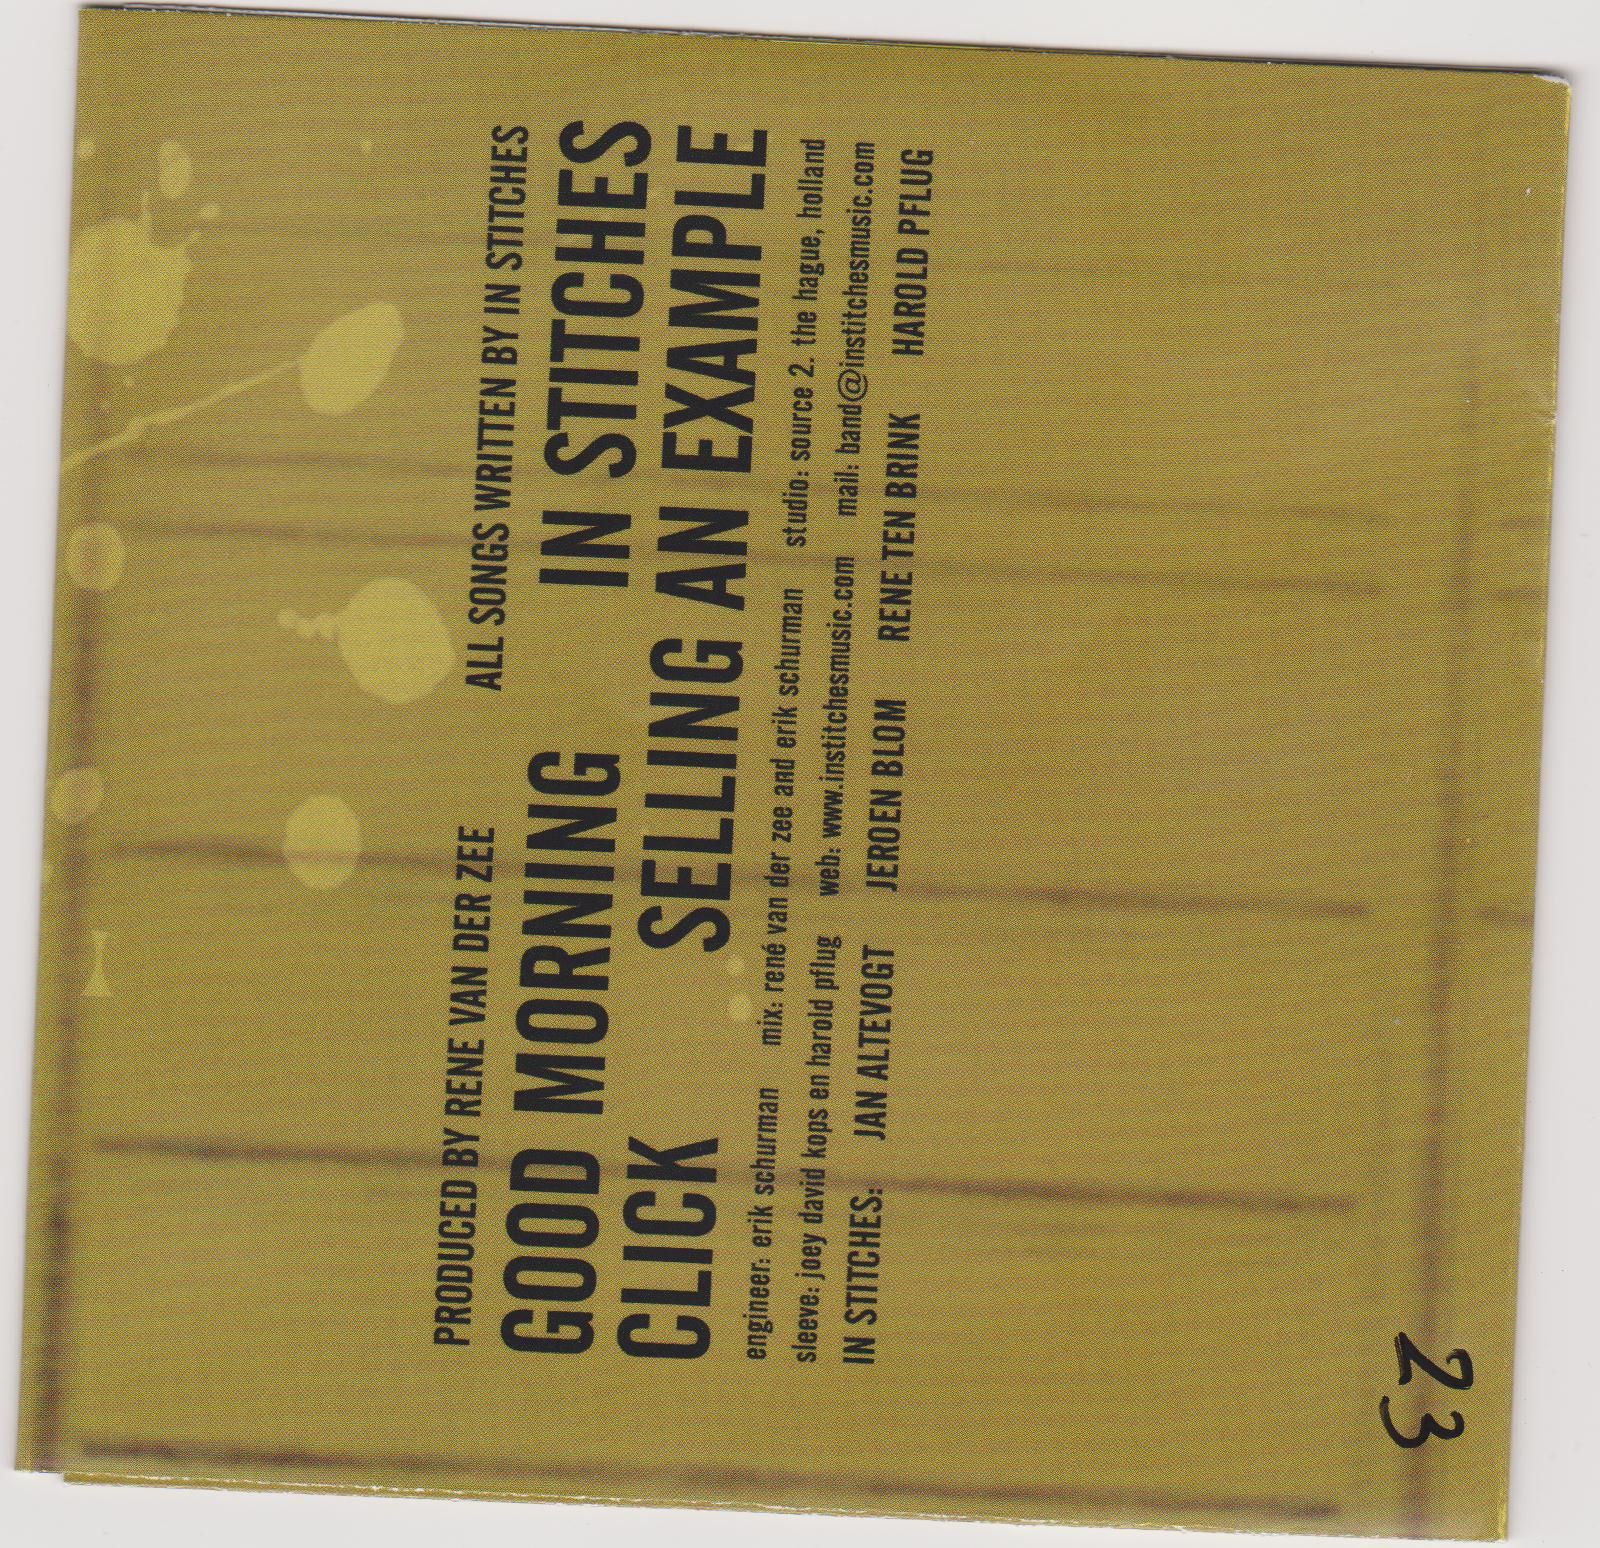 PRODUCED BY RENE VAN DER ZEE ALL SONGS WRITTEN BY IN STITCHES
GOOD MORNING IN STITCHES
CLICK SELLING AN EXAMPLE
engineer: erik schurman mix: rené van der zee and erik schurman studio: source 2. the hague, holland
sleeve: joey david kops en harold pflug web: www.institchesmusic.com mail: band@institchesmusic.com
IN STITCHES: JAN ALTEVOGT JEROEN BLOM RENE TEN BRINK HAROLD PFLUG
23